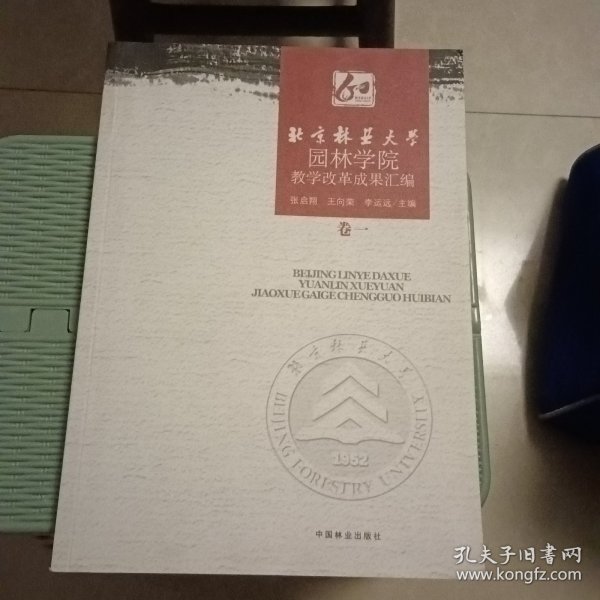 北京林业大学
园林学院
教学改革成果汇编
张启翔 王向荣 李运远/主编
卷一
BEIJING LINYE DAXUE
YUANLIN XUEYUAN
JIAOXUE GAIGE CHENGGUO HUIBIAN
北京林业大学
BEIJING FORESTRY UNIVERSITY
1952
中国林业出版社
孔夫子旧书网
www.kongfz.com